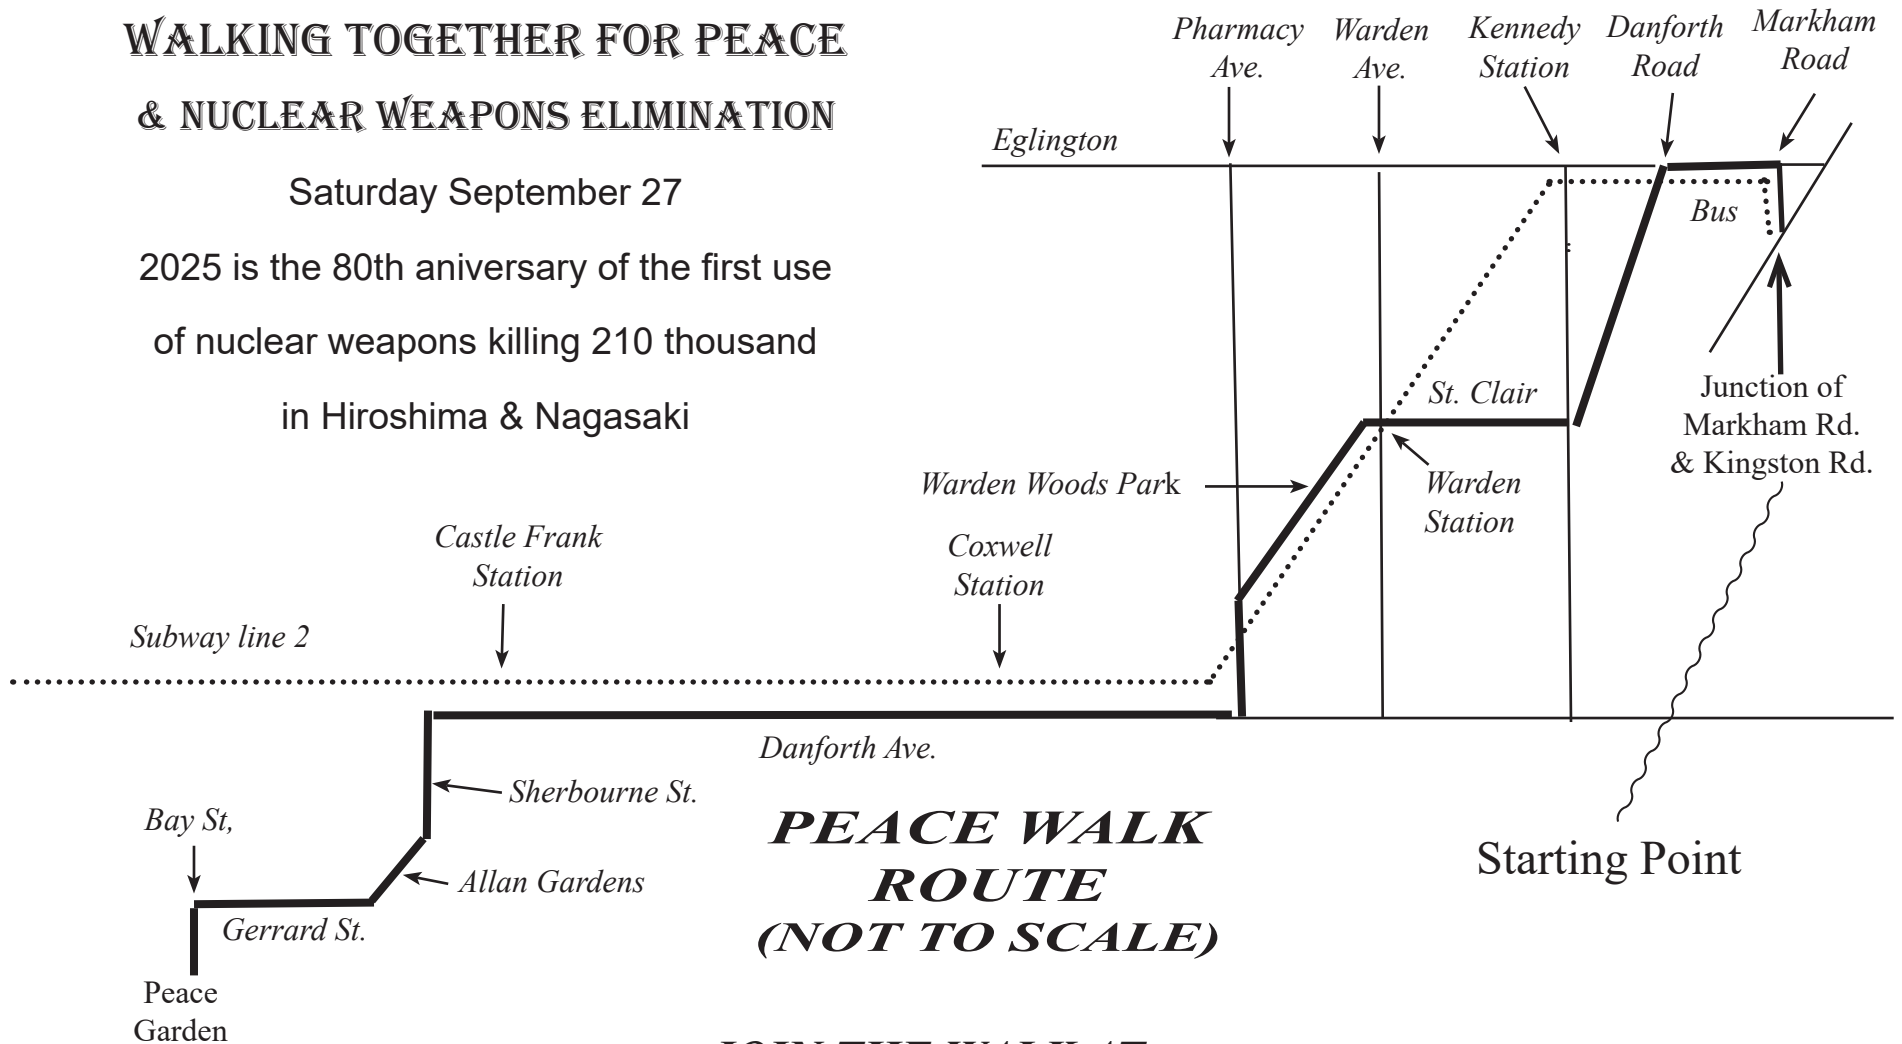 WALKING TOGETHER FOR PEACE
& NUCLEAR WEAPONS ELIMINATION
Saturday September 27
2025 is the 80th aniversary of the first use
of nuclear weapons killing 210 thousand
in Hiroshima & Nagasaki
Pharmacy
Ave.
Warden
Ave.
Kennedy
Station
Danforth
Road
Markham
Road
Eglington
Bus
St. Clair
Junction of
Markham Rd.
& Kingston Rd.
Warden Woods Park
Warden
Station
Castle Frank
Station
Coxwell
Station
Subway line 2
Danforth Ave.
Sherbourne St.
Bay St,
Allan Gardens
Gerrard St.
Peace
Garden
PEACE WALK
ROUTE
(NOT TO SCALE)
Starting Point
JOIN THE WALK AT